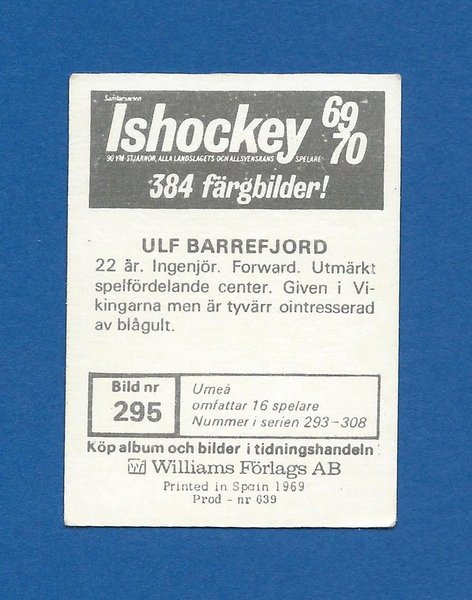 Samlarserien
Ishockey 69-70
90 VM-STJÄRNOR, ALLA LANDSLAGETS OCH ALLSVENSKANS SPELARE
384 färgbilder!
ULF BARREFJORD
22 år. Ingenjör. Forward. Utmärkt
spelfördelande center. Given i Vi-
kingarna men är tyvärr ointresserad
av blågult.
Bild nr
295
Umeå
omfattar 16 spelare
Nummer i serien 293-308
Köp album och bilder i tidningshandeln
W Williams Förlags AB
Printed in Spain 1969
Prod - nr 639